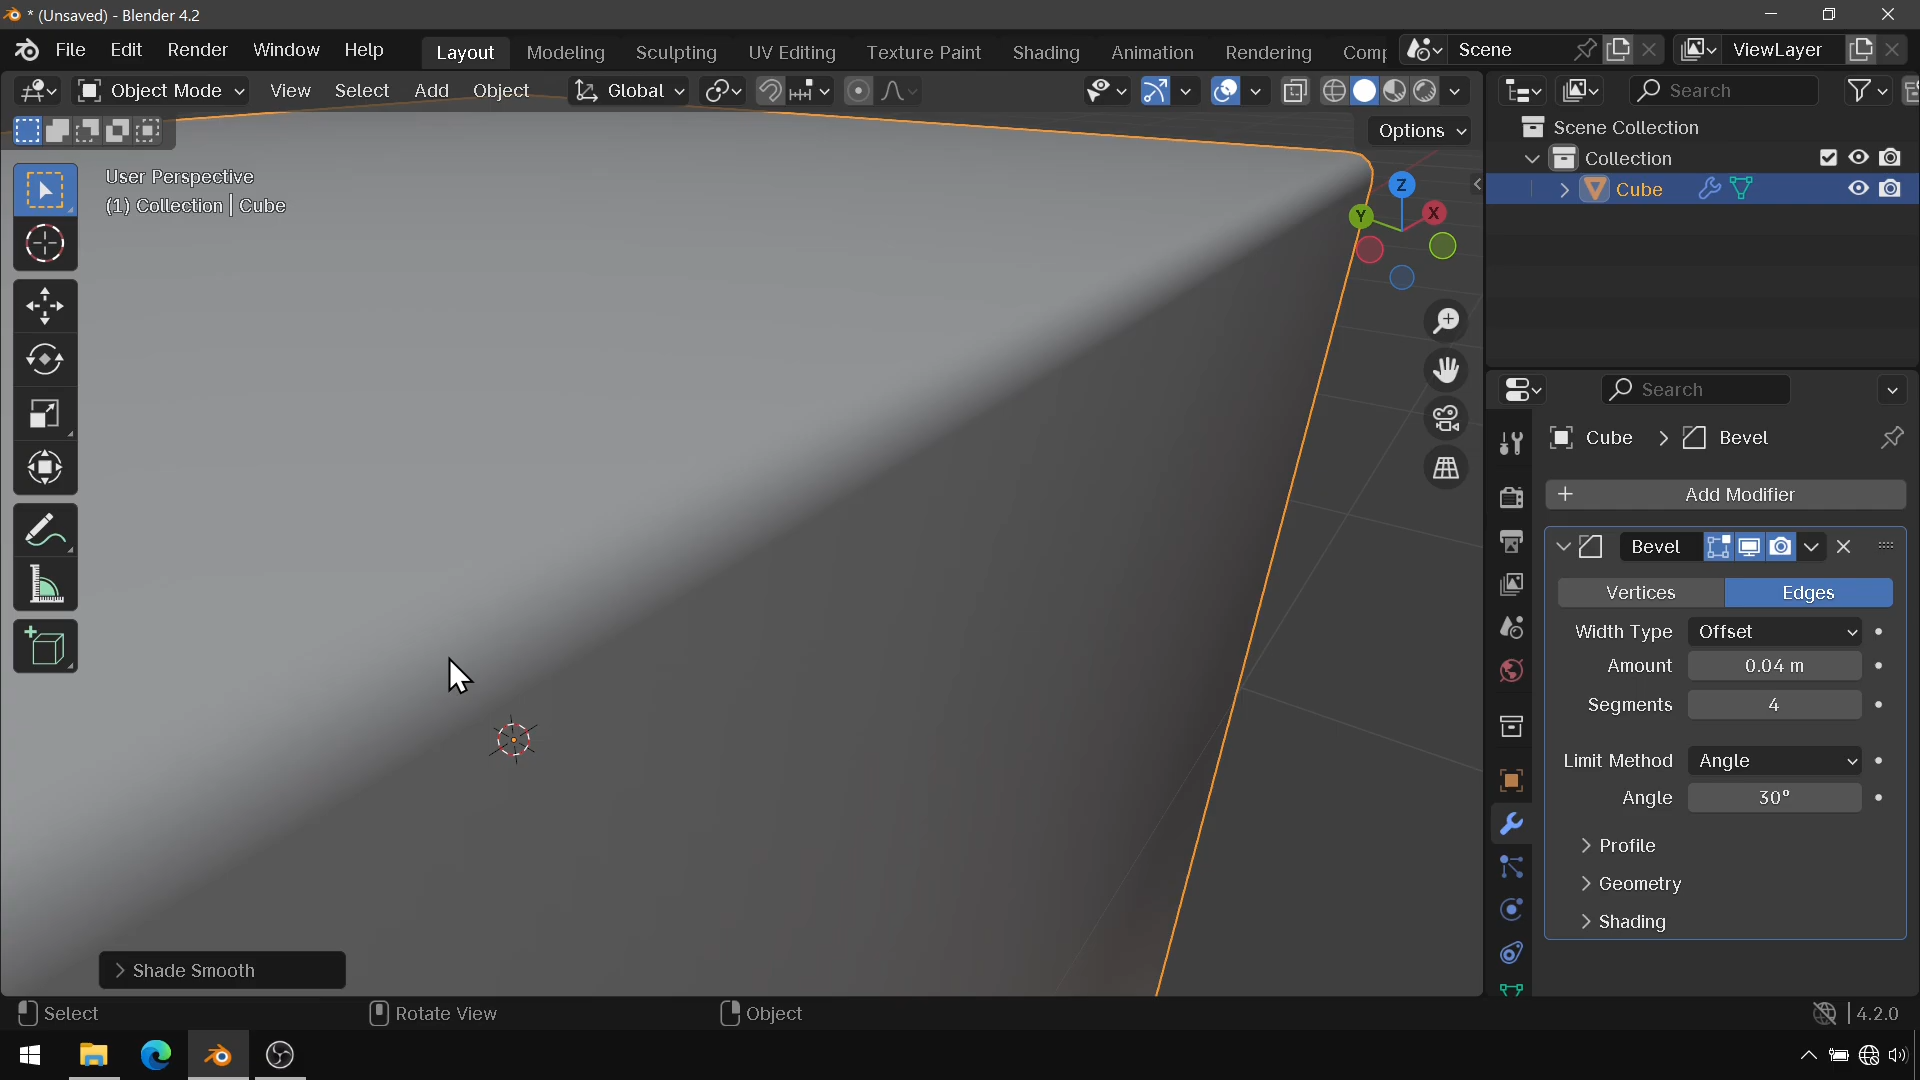 * (Unsaved) - Blender 4.2
File Edit Render Window Help
Layout Modeling Sculpting UV Editing Texture Paint Shading Animation Rendering Comp
Scene
ViewLayer
Object Mode View Select Add Object
Global
Options
User Perspective
(1) Collection | Cube
Z
Y
X
Shade Smooth
Search
Scene Collection
Collection
Cube
Search
Cube > Bevel
+ Add Modifier
Bevel
Vertices Edges
Width Type Offset
Amount 0.04 m
Segments 4
Limit Method Angle
Angle 30°
Profile
Geometry
Shading
Select Rotate View Object
4.2.0